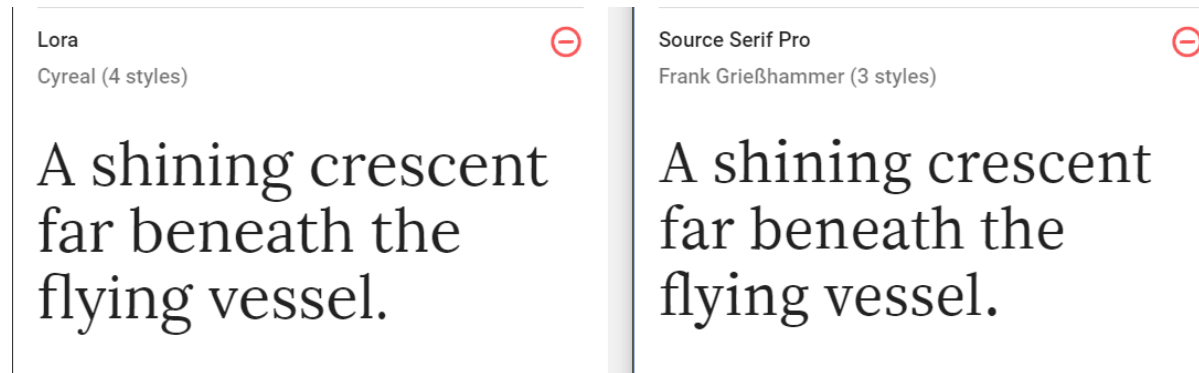 Lora
Cyreal (4 styles)
A shining crescent
far beneath the
flying vessel.
Source Serif Pro
Frank Grießhammer (3 styles)
A shining crescent
far beneath the
flying vessel.